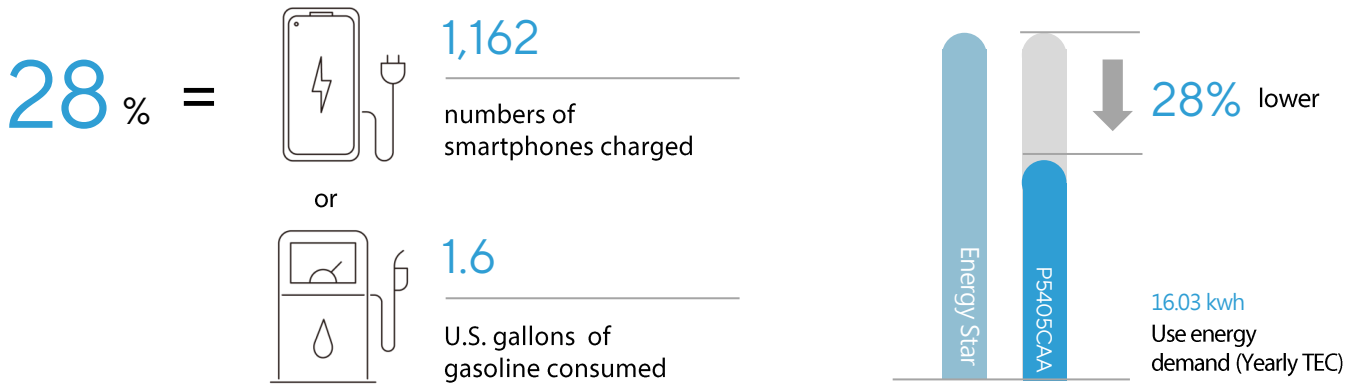 28 %
=
1,162
numbers of
smartphones charged
or
1.6
U.S. gallons of
gasoline consumed
Energy Star
P5405CAA
28% lower
16.03 kwh
Use energy
demand (Yearly TEC)